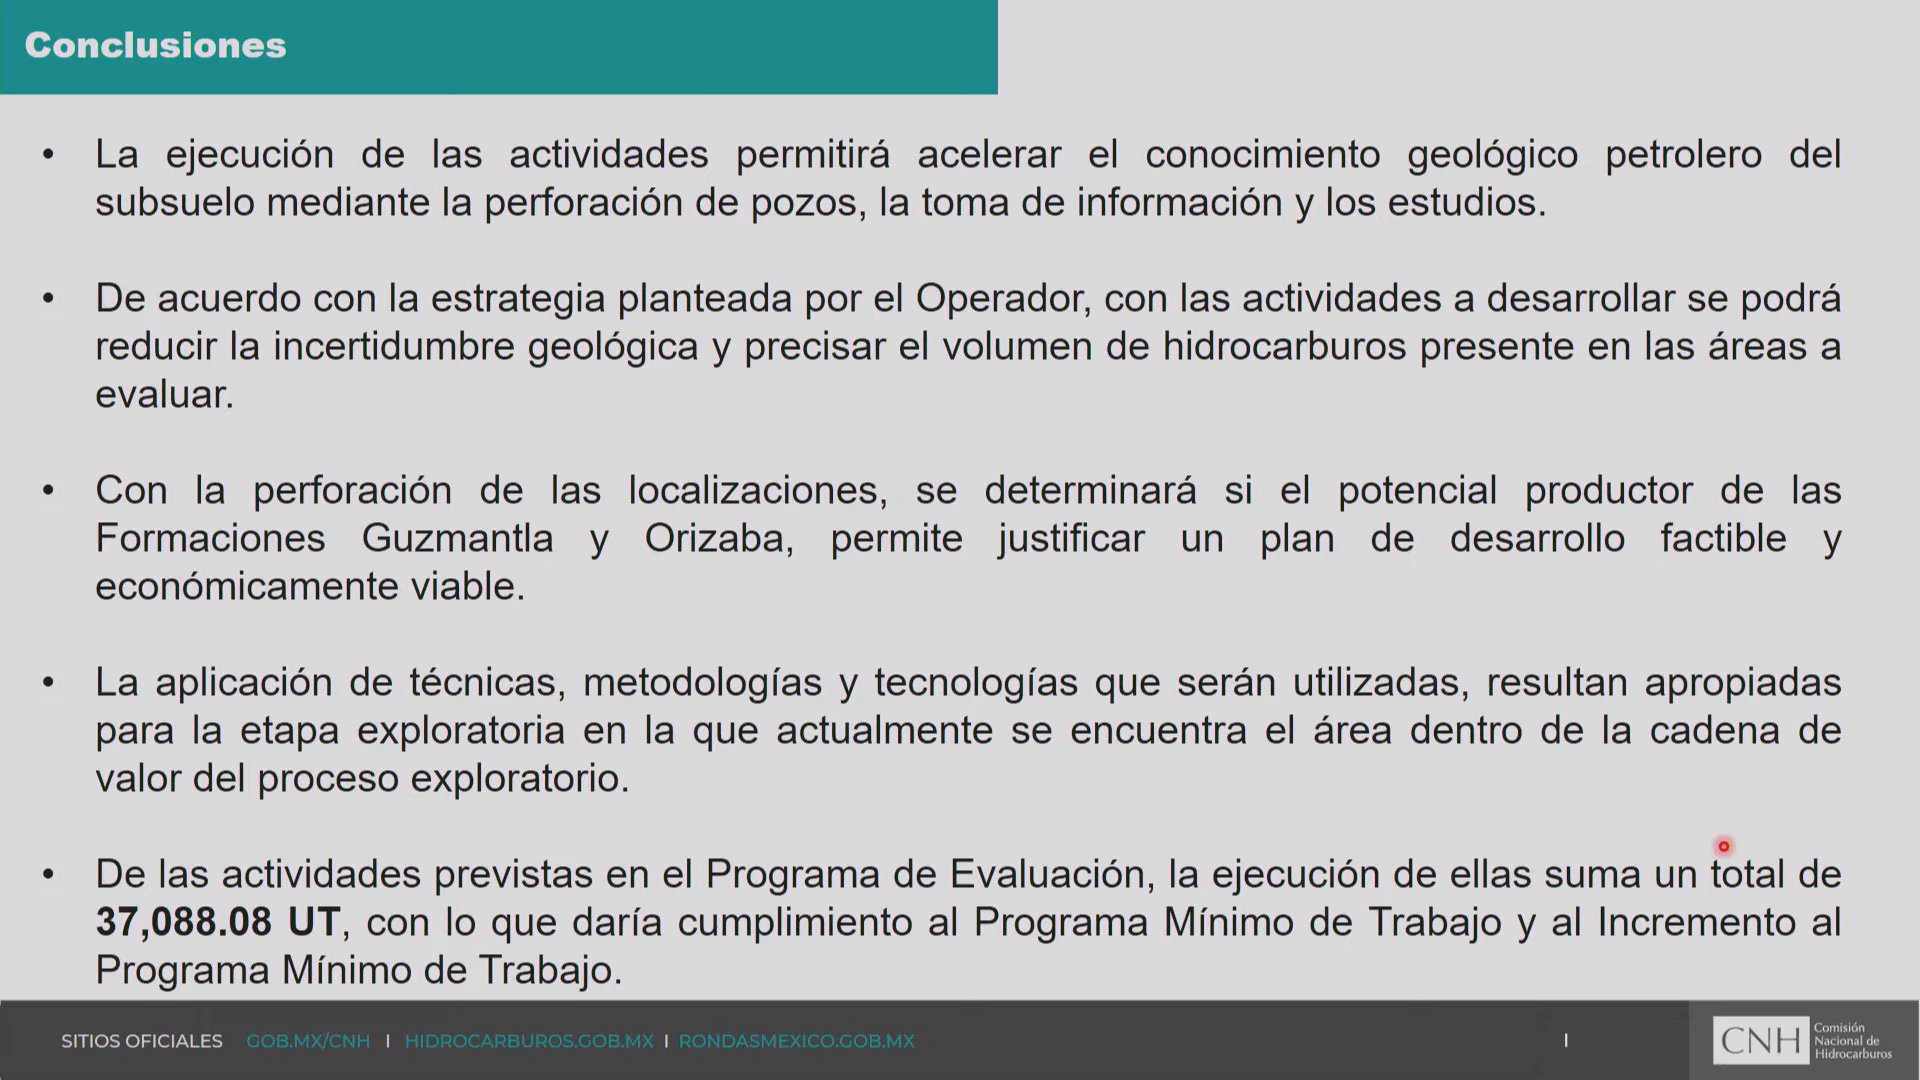 Conclusiones
• La ejecución de las actividades permitirá acelerar el conocimiento geológico petrolero del
subsuelo mediante la perforación de pozos, la toma de información y los estudios.
• De acuerdo con la estrategia planteada por el Operador, con las actividades a desarrollar se podrá
reducir la incertidumbre geológica y precisar el volumen de hidrocarburos presente en las áreas a
evaluar.
• Con la perforación de las localizaciones, se determinará si el potencial productor de las
Formaciones Guzmantla y Orizaba, permite justificar un plan de desarrollo factible y
económicamente viable.
• La aplicación de técnicas, metodologías y tecnologías que serán utilizadas, resultan apropiadas
para la etapa exploratoria en la que actualmente se encuentra el área dentro de la cadena de
valor del proceso exploratorio.
• De las actividades previstas en el Programa de Evaluación, la ejecución de ellas suma un total de
37,088.08 UT, con lo que daría cumplimiento al Programa Mínimo de Trabajo y al Incremento al
Programa Mínimo de Trabajo.
SITIOS OFICIALES GOB.MX/CNH | HIDROCARBUROS.GOB.MX | RONDASMEXICO.GOB.MX |
CNH
Comisión
Nacional de
Hidrocarburos